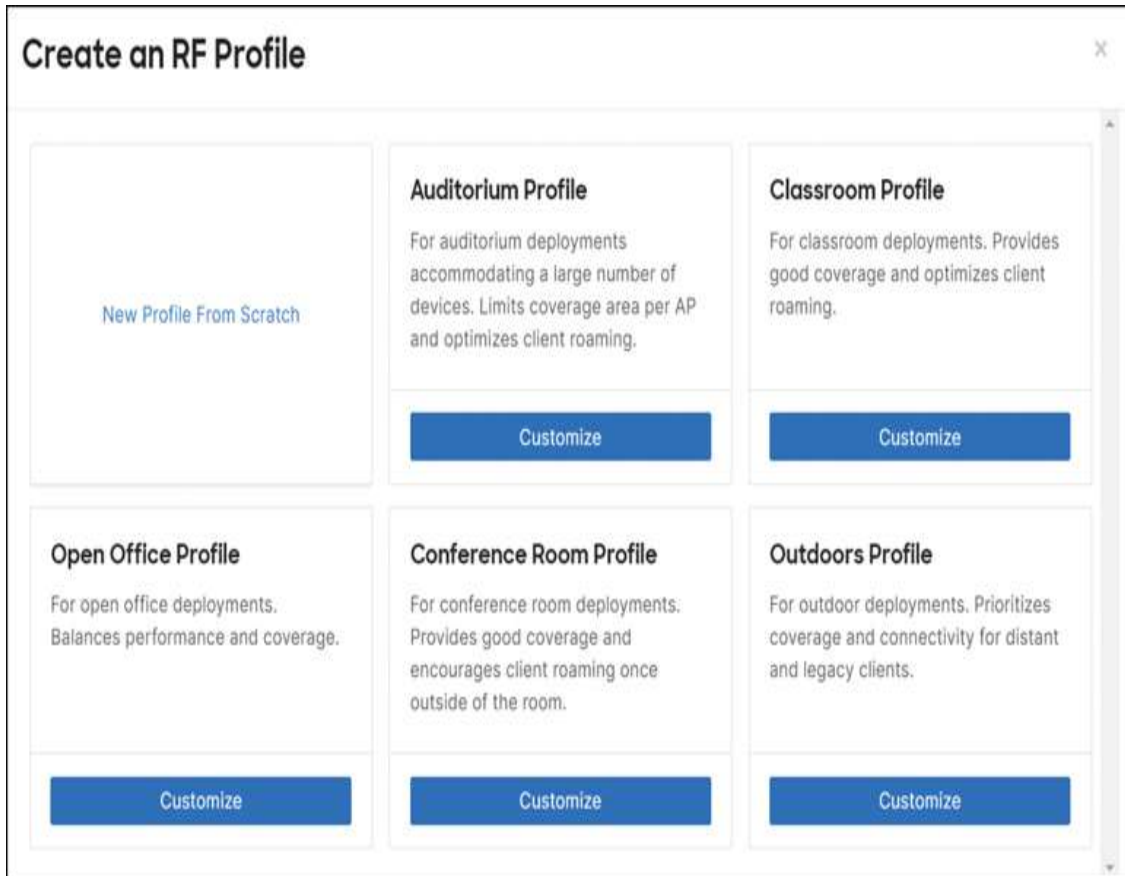 Create an RF Profile
X
New Profile From Scratch
Auditorium Profile
For auditorium deployments
accommodating a large number of
devices. Limits coverage area per AP
and optimizes client roaming.
Customize
Classroom Profile
For classroom deployments. Provides
good coverage and optimizes client
roaming.
Customize
Open Office Profile
For open office deployments.
Balances performance and coverage.
Customize
Conference Room Profile
For conference room deployments.
Provides good coverage and
encourages client roaming once
outside of the room.
Customize
Outdoors Profile
For outdoor deployments. Prioritizes
coverage and connectivity for distant
and legacy clients.
Customize